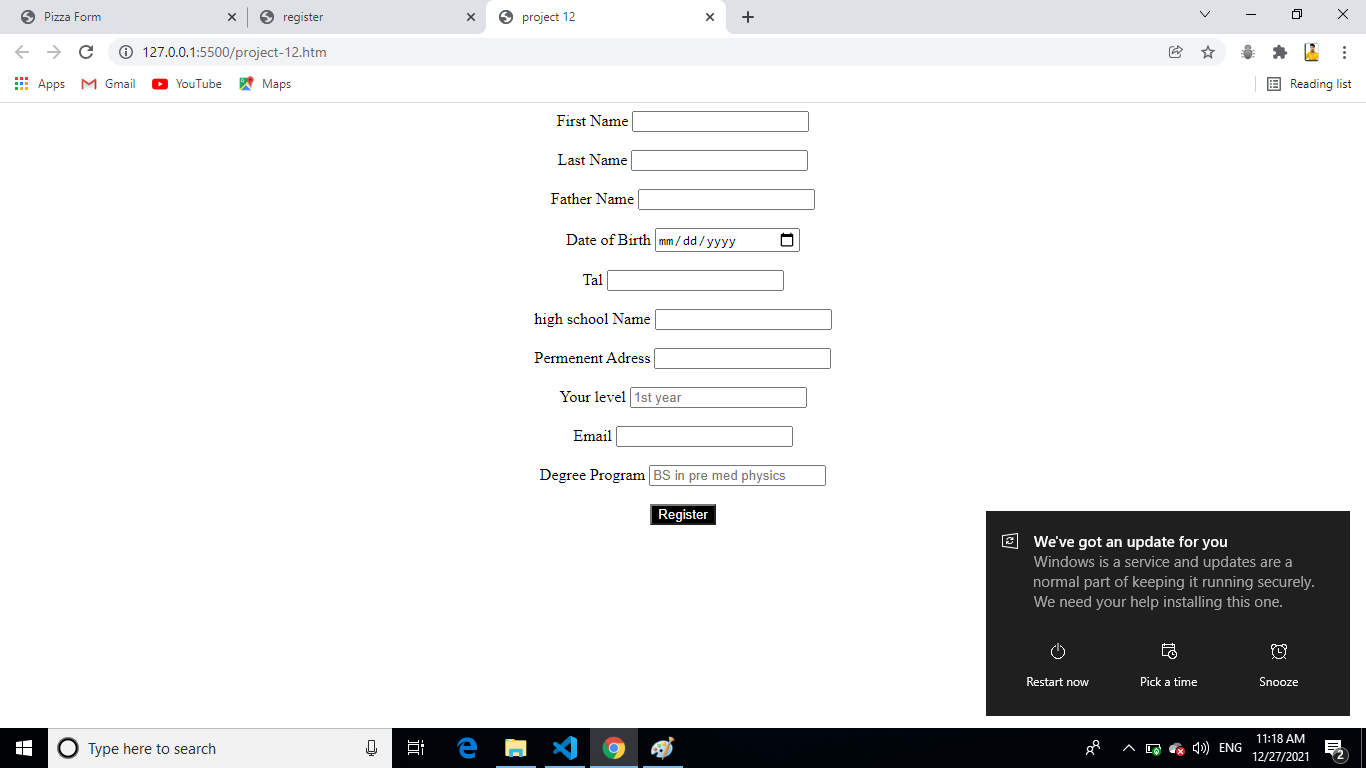 Pizza Form
register
project 12
127.0.0.1:5500/project-12.htm
Apps Gmail YouTube Maps Reading list
First Name
Last Name
Father Name
Date of Birth mm/dd/yyyy
Tal
high school Name
Permenent Adress
Your level 1st year
Email
Degree Program BS in pre med physics
Register
We've got an update for you
Windows is a service and updates are a
normal part of keeping it running securely.
We need your help installing this one.
Restart now Pick a time Snooze
Type here to search
ENG
11:18 AM
12/27/2021
2